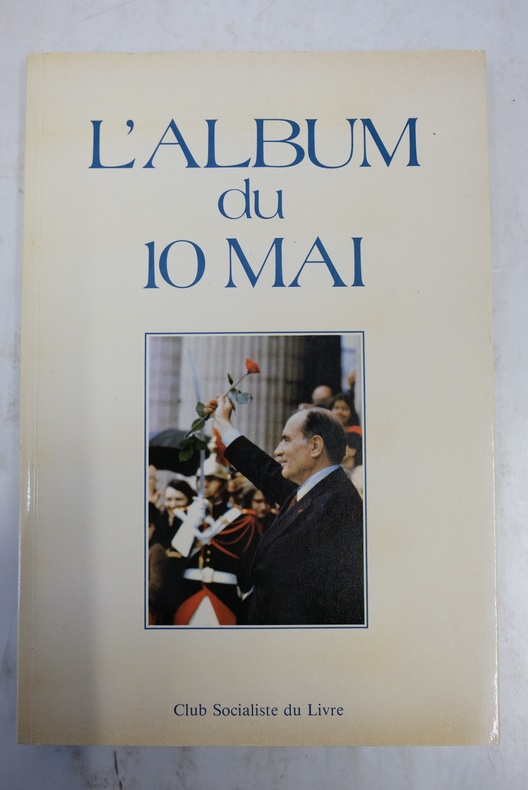 L'ALBUM
du
10 MAI
Club Socialiste du Livre